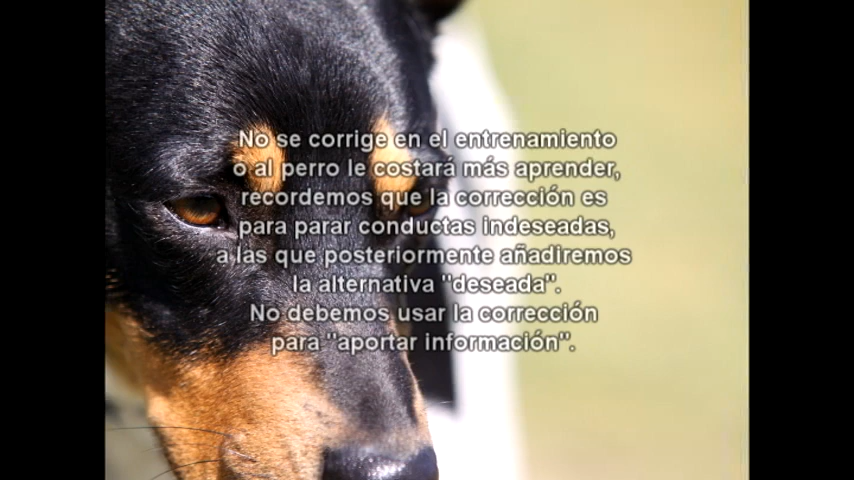 No se corrige en el entrenamiento
o al perro le costará más aprender,
recordemos que la corrección es
para parar conductas indeseadas,
a las que posteriormente añadiremos
la alternativa "deseada".
No debemos usar la corrección
para "aportar información".